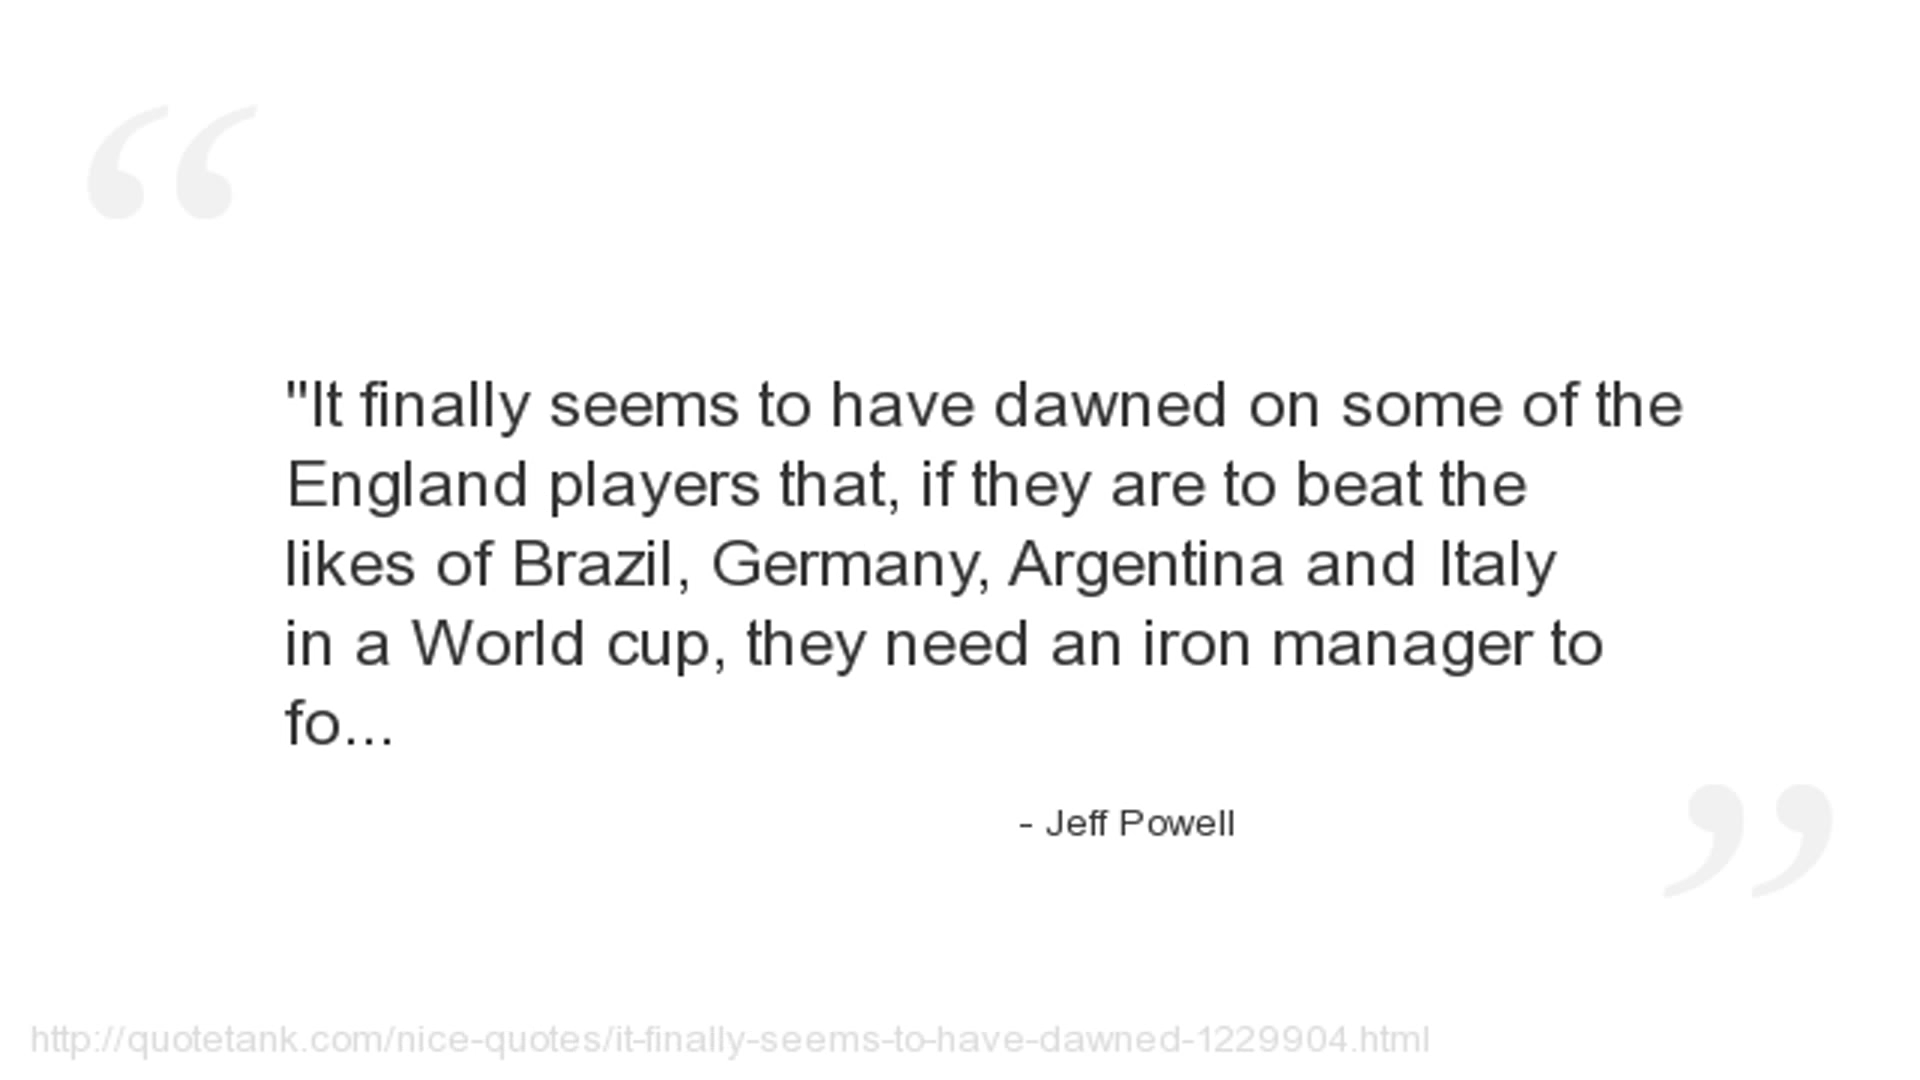 "It finally seems to have dawned on some of the
England players that, if they are to beat the
likes of Brazil, Germany, Argentina and Italy
in a World cup, they need an iron manager to
fo...
- Jeff Powell
http://quotetank.com/nice-quotes/it-finally-seems-to-have-dawned-1229904.html